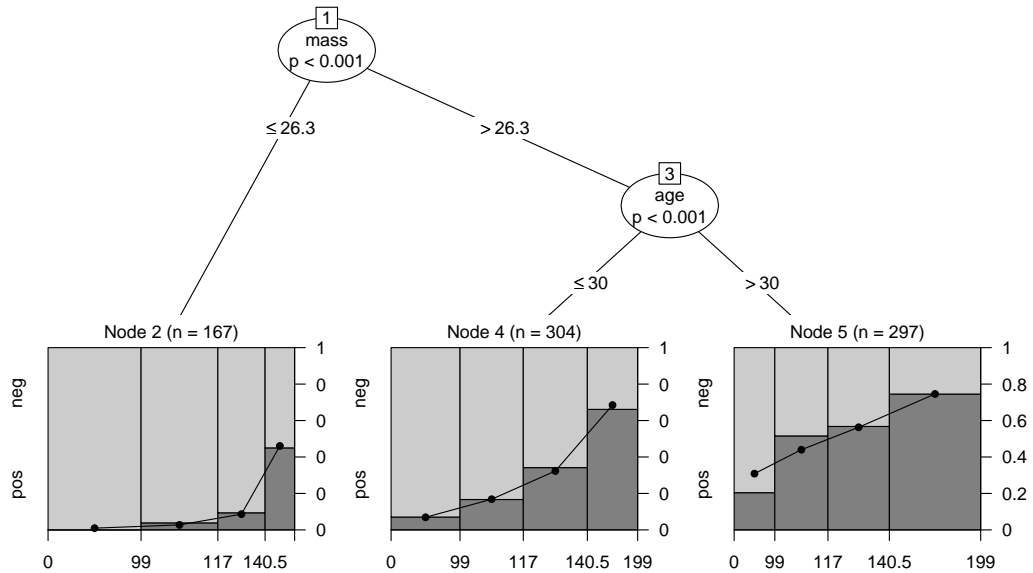 1
mass
p < 0.001
≤ 26.3
> 26.3
3
age
p < 0.001
≤ 30
> 30
Node 2 (n = 167)
pos
neg
0
99
117
140.5
0
0
0
0
0
1
Node 4 (n = 304)
pos
neg
0
99
117
140.5
199
0
0
0
0
0
1
Node 5 (n = 297)
pos
neg
0
99
117
140.5
199
0
0.2
0.4
0.6
0.8
1